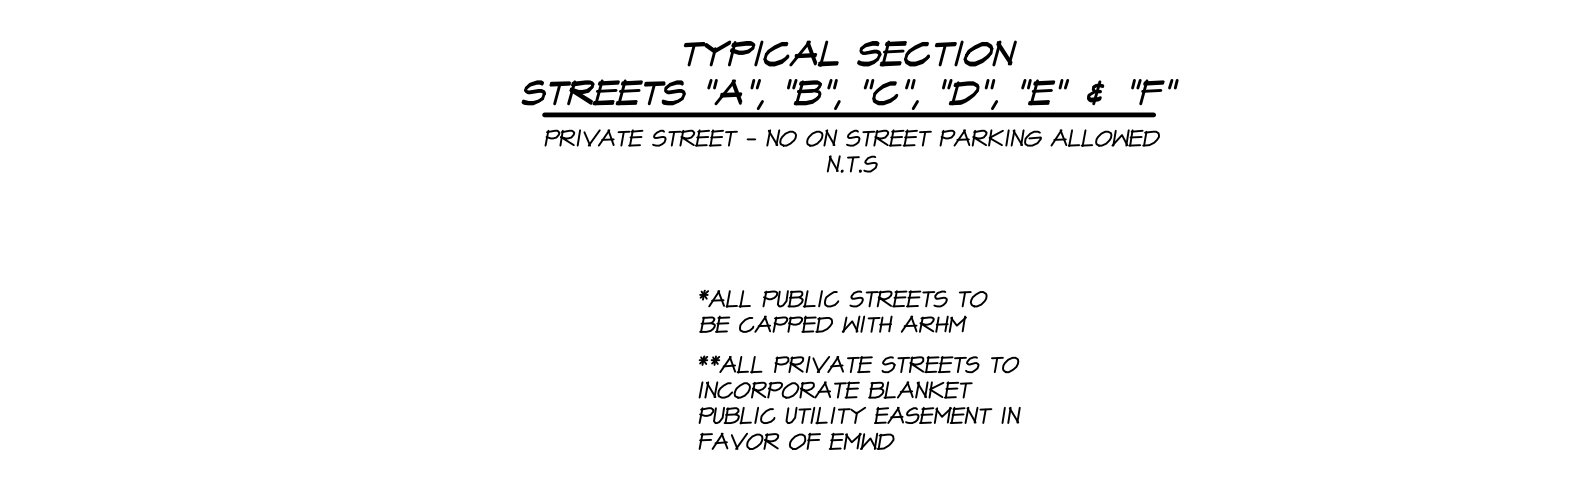 TYPICAL SECTION
STREETS "A", "B", "C", "D", "E" & "F"
PRIVATE STREET - NO ON STREET PARKING ALLOWED
N.T.S
*ALL PUBLIC STREETS TO
BE CAPPED WITH ARHM
**ALL PRIVATE STREETS TO
INCORPORATE BLANKET
PUBLIC UTILITY EASEMENT IN
FAVOR OF EMWD